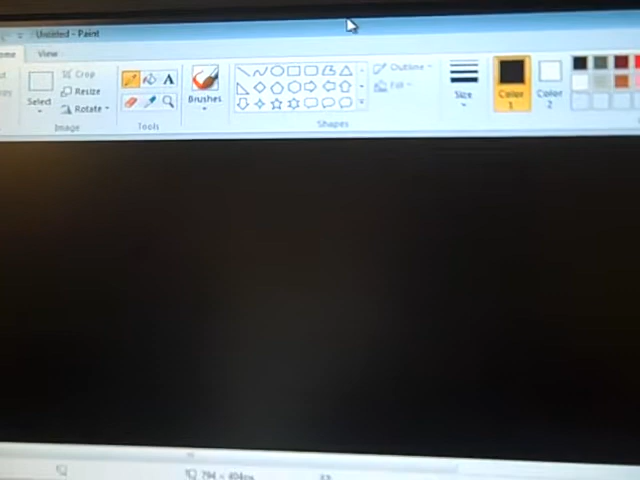 Untitled - Paint
View
Crop
Resize
Select
Rotate
Brushes
Outline
Fill
Size
Color 1
Color 2
Image
Tools
Shapes
A